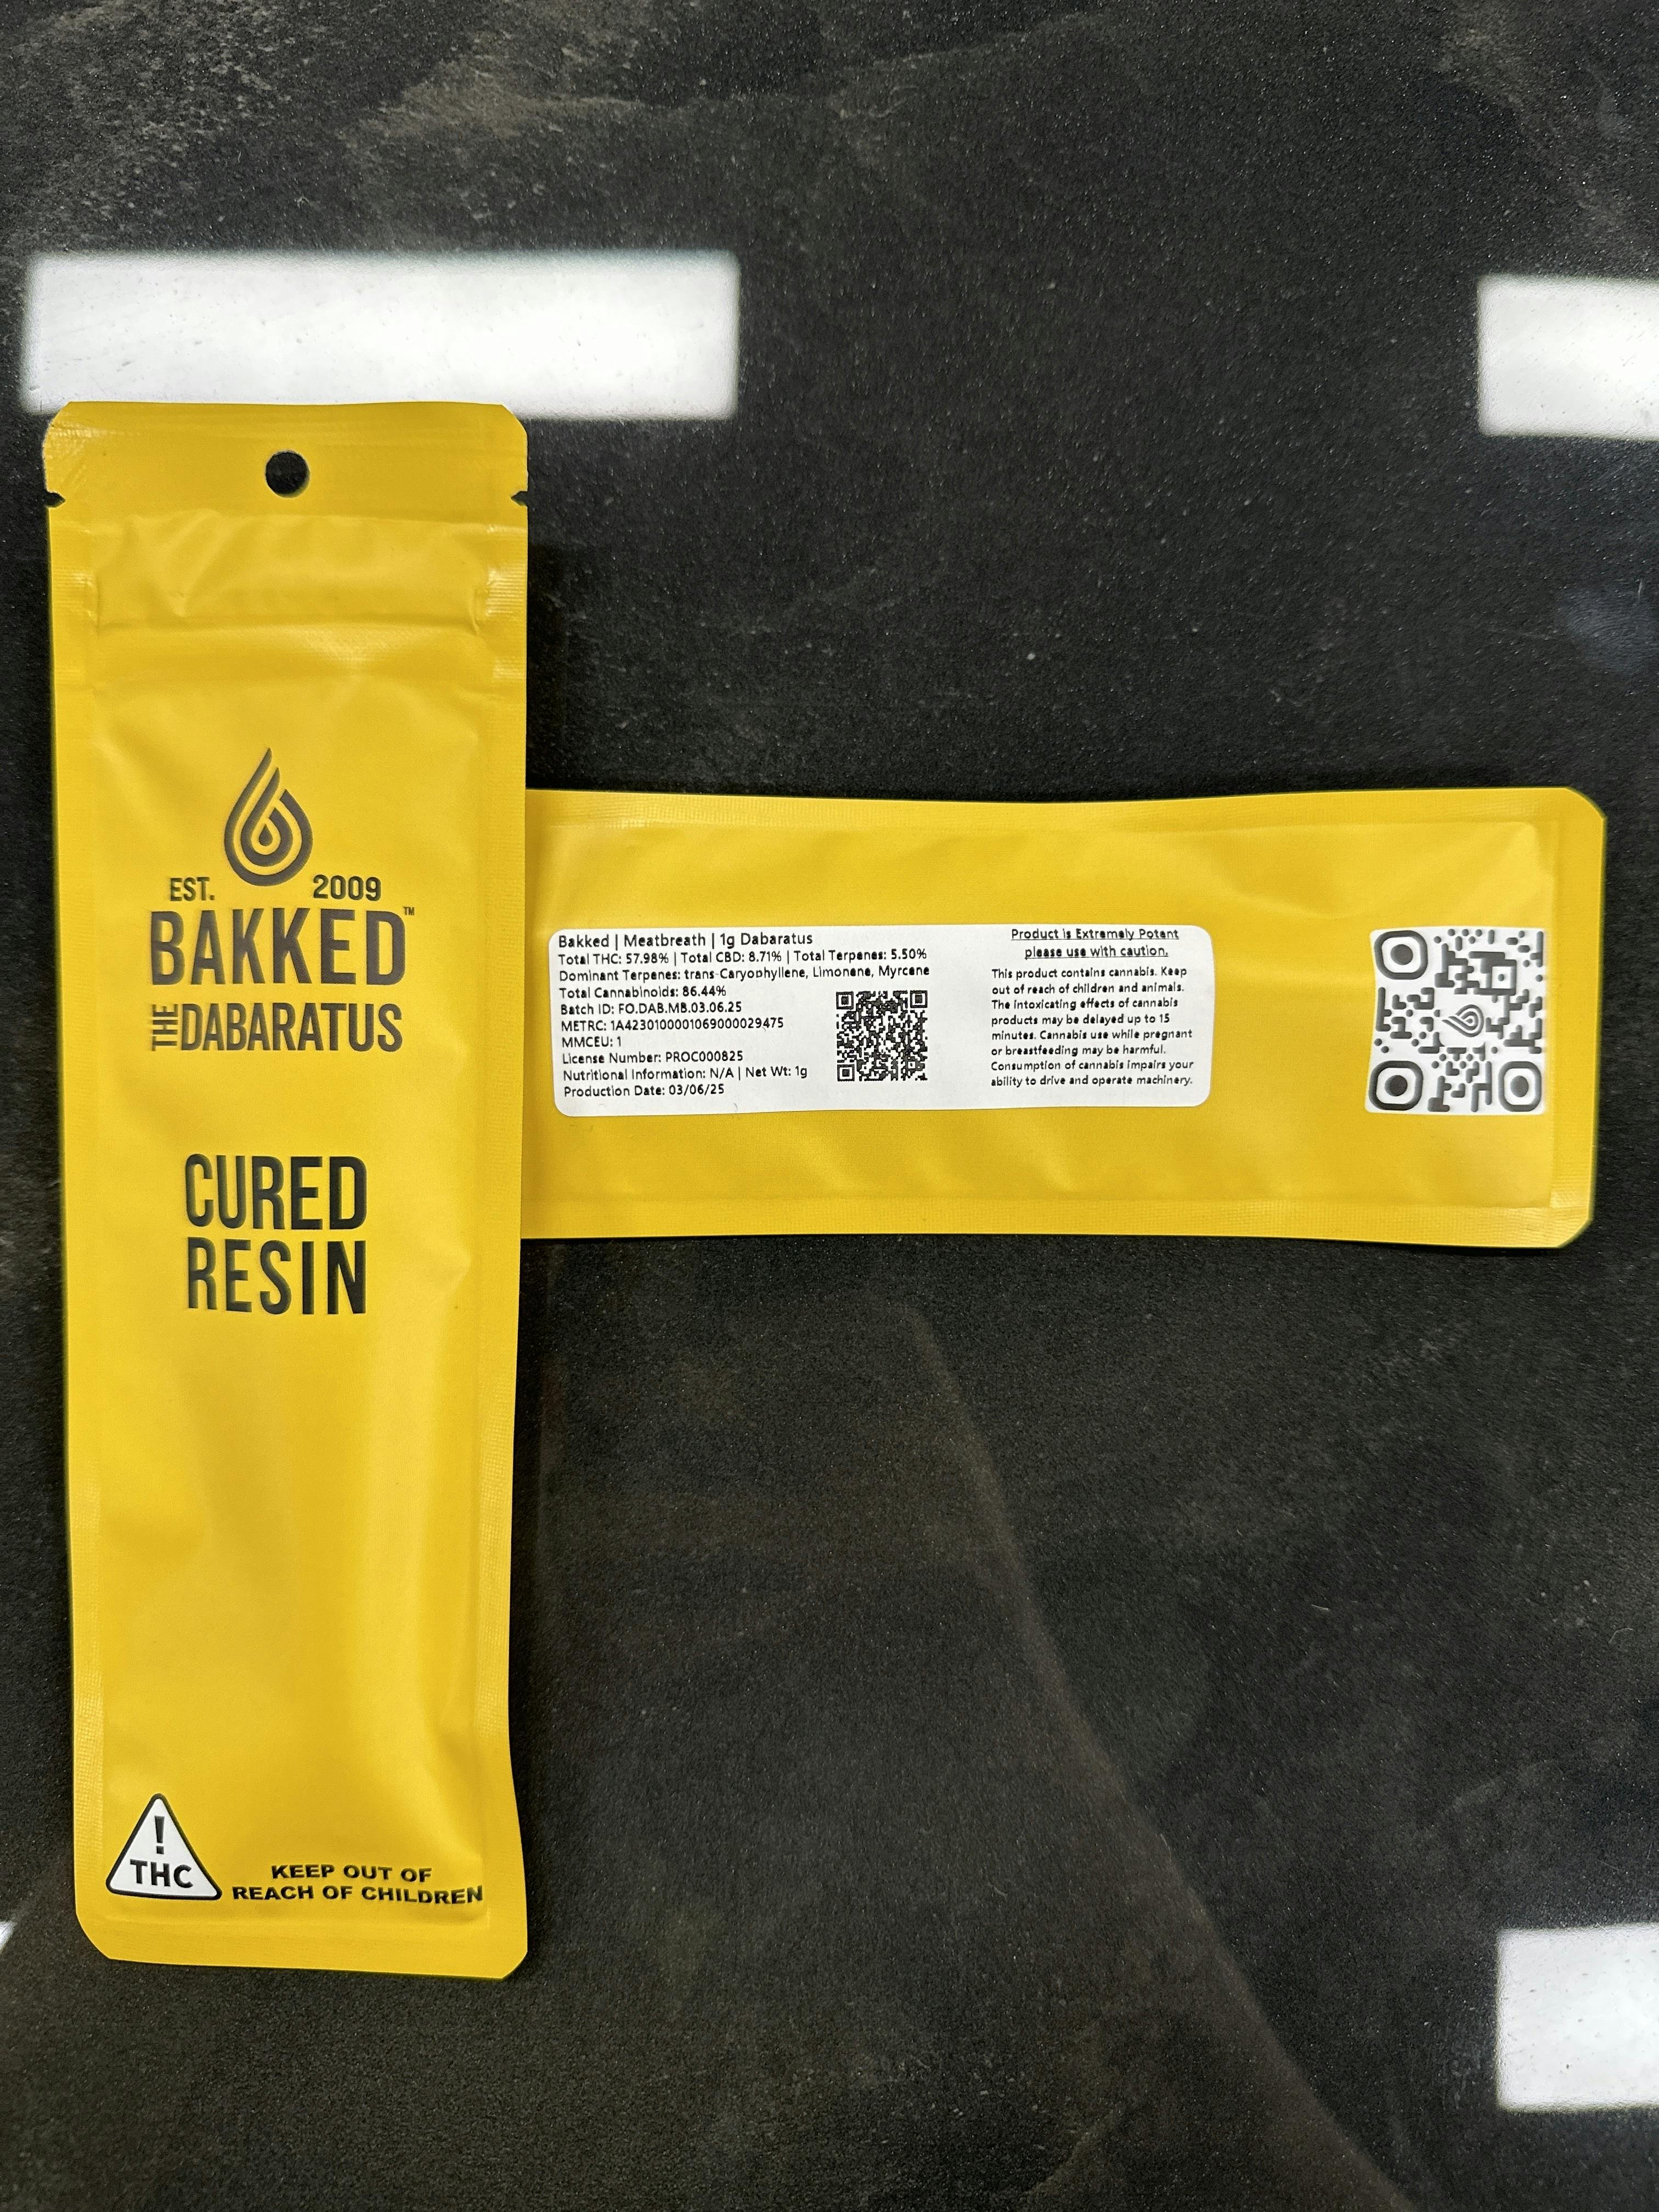 EST. 2009
BAKKED™
THE DABARATUS
CURED
RESIN
!
THC
KEEP OUT OF
REACH OF CHILDREN
Bakked | Meatbreath | 1g Dabaratus
Total THC: 57.98% | Total CBD: 8.71% | Total Terpenes: 5.50%
Dominant Terpenes: trans-Caryophyllene, Limonene, Myrcene
Total Cannabinoids: 86.44%
Batch ID: FO.DAB.MB.03.06.25
METRC: 1A4230100001069000029475
MMCEU: 1
License Number: PROC000825
Nutritional Information: N/A | Net Wt: 1g
Production Date: 03/06/25
Product is Extremely Potent
please use with caution.
This product contains cannabis. Keep
out of reach of children and animals.
The intoxicating effects of cannabis
products may be delayed up to 15
minutes. Cannabis use while pregnant
or breastfeeding may be harmful.
Consumption of cannabis impairs your
ability to drive and operate machinery.